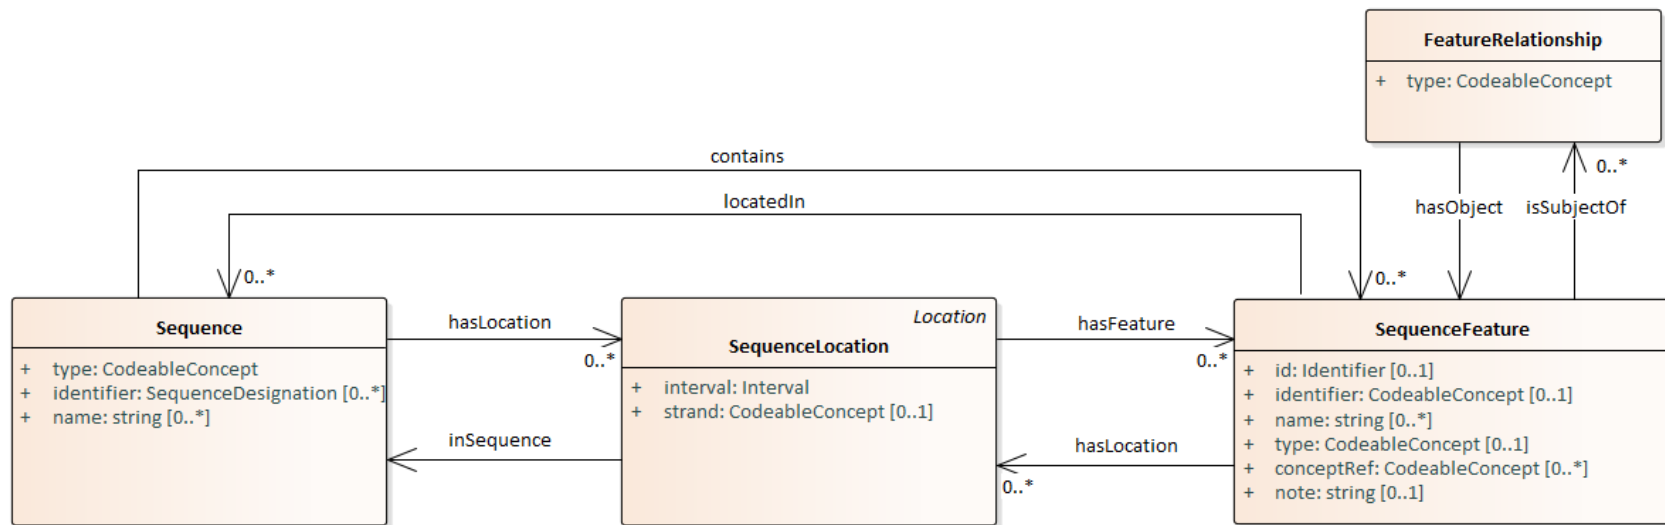 FeatureRelationship
+ type: CodeableConcept
contains
0..*
locatedIn
hasObject isSubjectOf
0..*
0..*
Sequence
+ type: CodeableConcept
+ identifier: SequenceDesignation [0..*]
+ name: string [0..*]
hasLocation
0..*
inSequence
Location
SequenceLocation
+ interval: Interval
+ strand: CodeableConcept [0..1]
hasFeature
0..*
hasLocation
0..*
SequenceFeature
+ id: Identifier [0..1]
+ identifier: CodeableConcept [0..1]
+ name: string [0..*]
+ type: CodeableConcept [0..1]
+ conceptRef: CodeableConcept [0..*]
+ note: string [0..1]